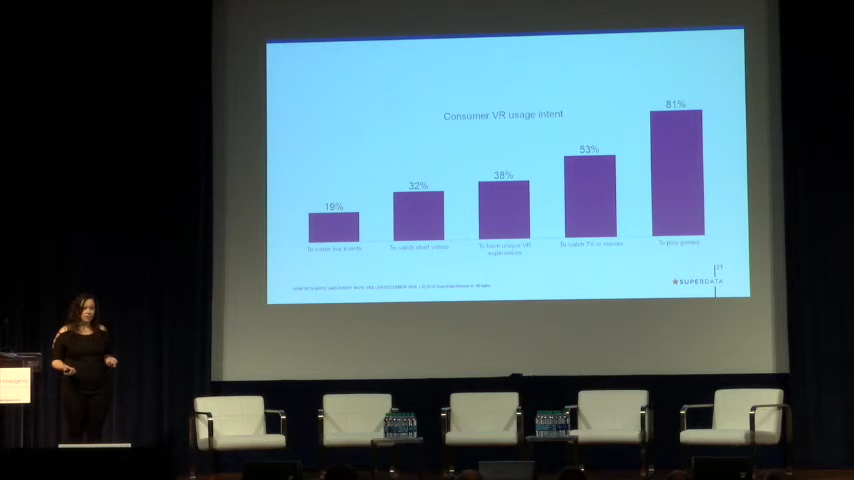 Consumer VR usage intent
81%
53%
38%
32%
19%
To watch live events
To watch short videos
To have unique VR
experiences
To watch TV or movies
To play games
21
SUPERDATA